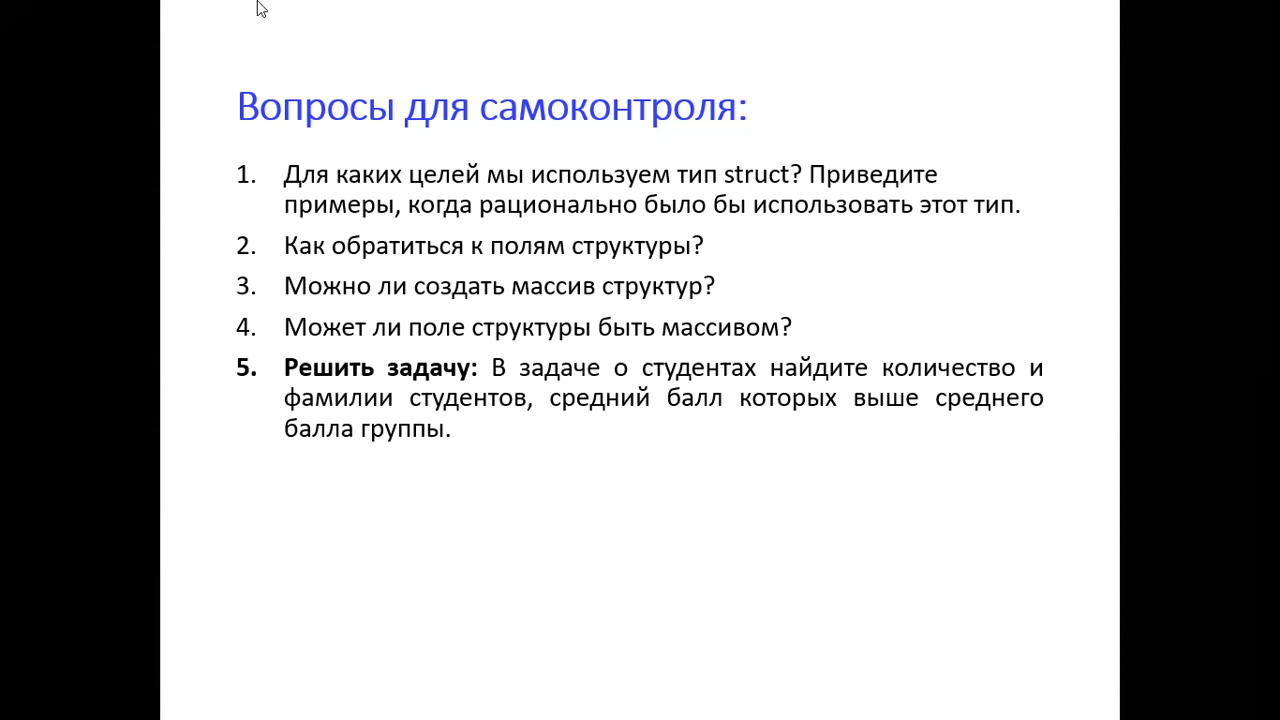 Вопросы для самоконтроля:
1. Для каких целей мы используем тип struct? Приведите
примеры, когда рационально было бы использовать этот тип.
2. Как обратиться к полям структуры?
3. Можно ли создать массив структур?
4. Может ли поле структуры быть массивом?
5. Решить задачу: В задаче о студентах найдите количество и
фамилии студентов, средний балл которых выше среднего
балла группы.